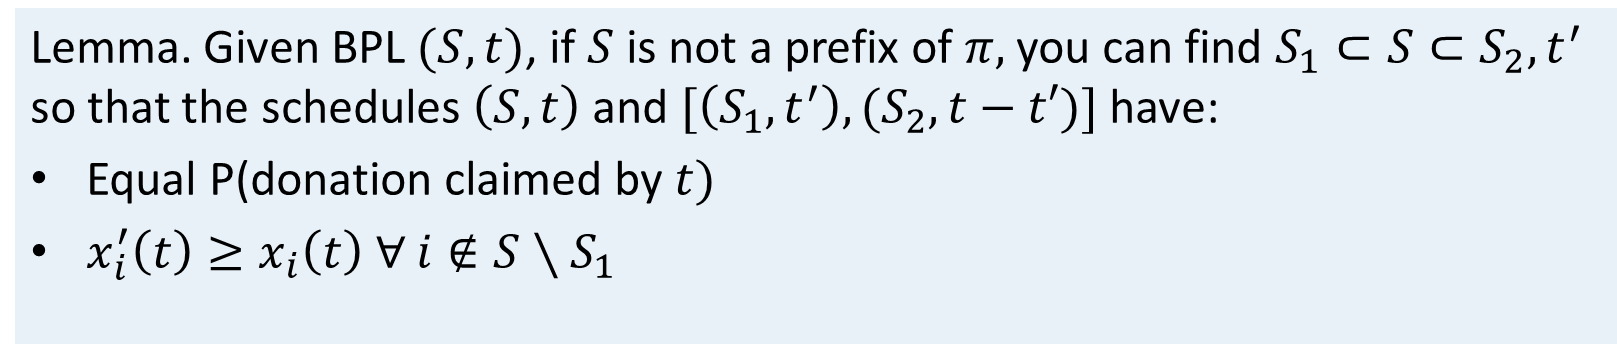 Lemma. Given BPL (𝑆, 𝑡), if 𝑆 is not a prefix of 𝜋, you can find 𝑆₁ ⊂ 𝑆 ⊂ 𝑆₂, 𝑡′
so that the schedules (𝑆, 𝑡) and [(𝑆₁, 𝑡′), (𝑆₂, 𝑡 − 𝑡′)] have:
• Equal P(donation claimed by 𝑡)
• 𝑥ᵢ′(𝑡) ≥ 𝑥ᵢ(𝑡) ∀ 𝑖 ∉ 𝑆 ∖ 𝑆₁